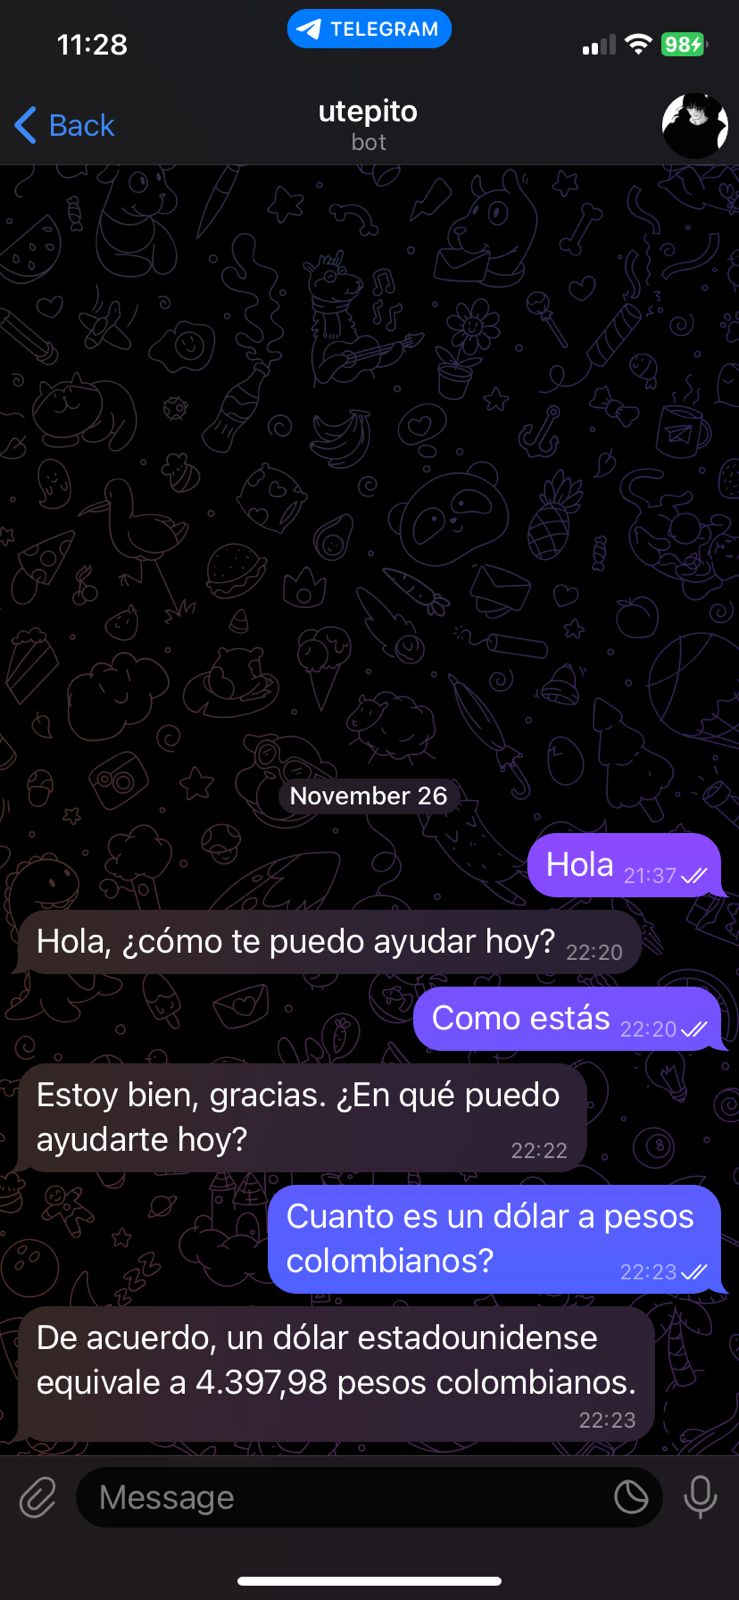 11:28
TELEGRAM
98
Back
utepito
bot
November 26
Hola 21:37
Hola, ¿cómo te puedo ayudar hoy? 22:20
Como estás 22:20
Estoy bien, gracias. ¿En qué puedo
ayudarte hoy? 22:22
Cuanto es un dólar a pesos
colombianos? 22:23
De acuerdo, un dólar estadounidense
equivale a 4.397,98 pesos colombianos.
22:23
Message